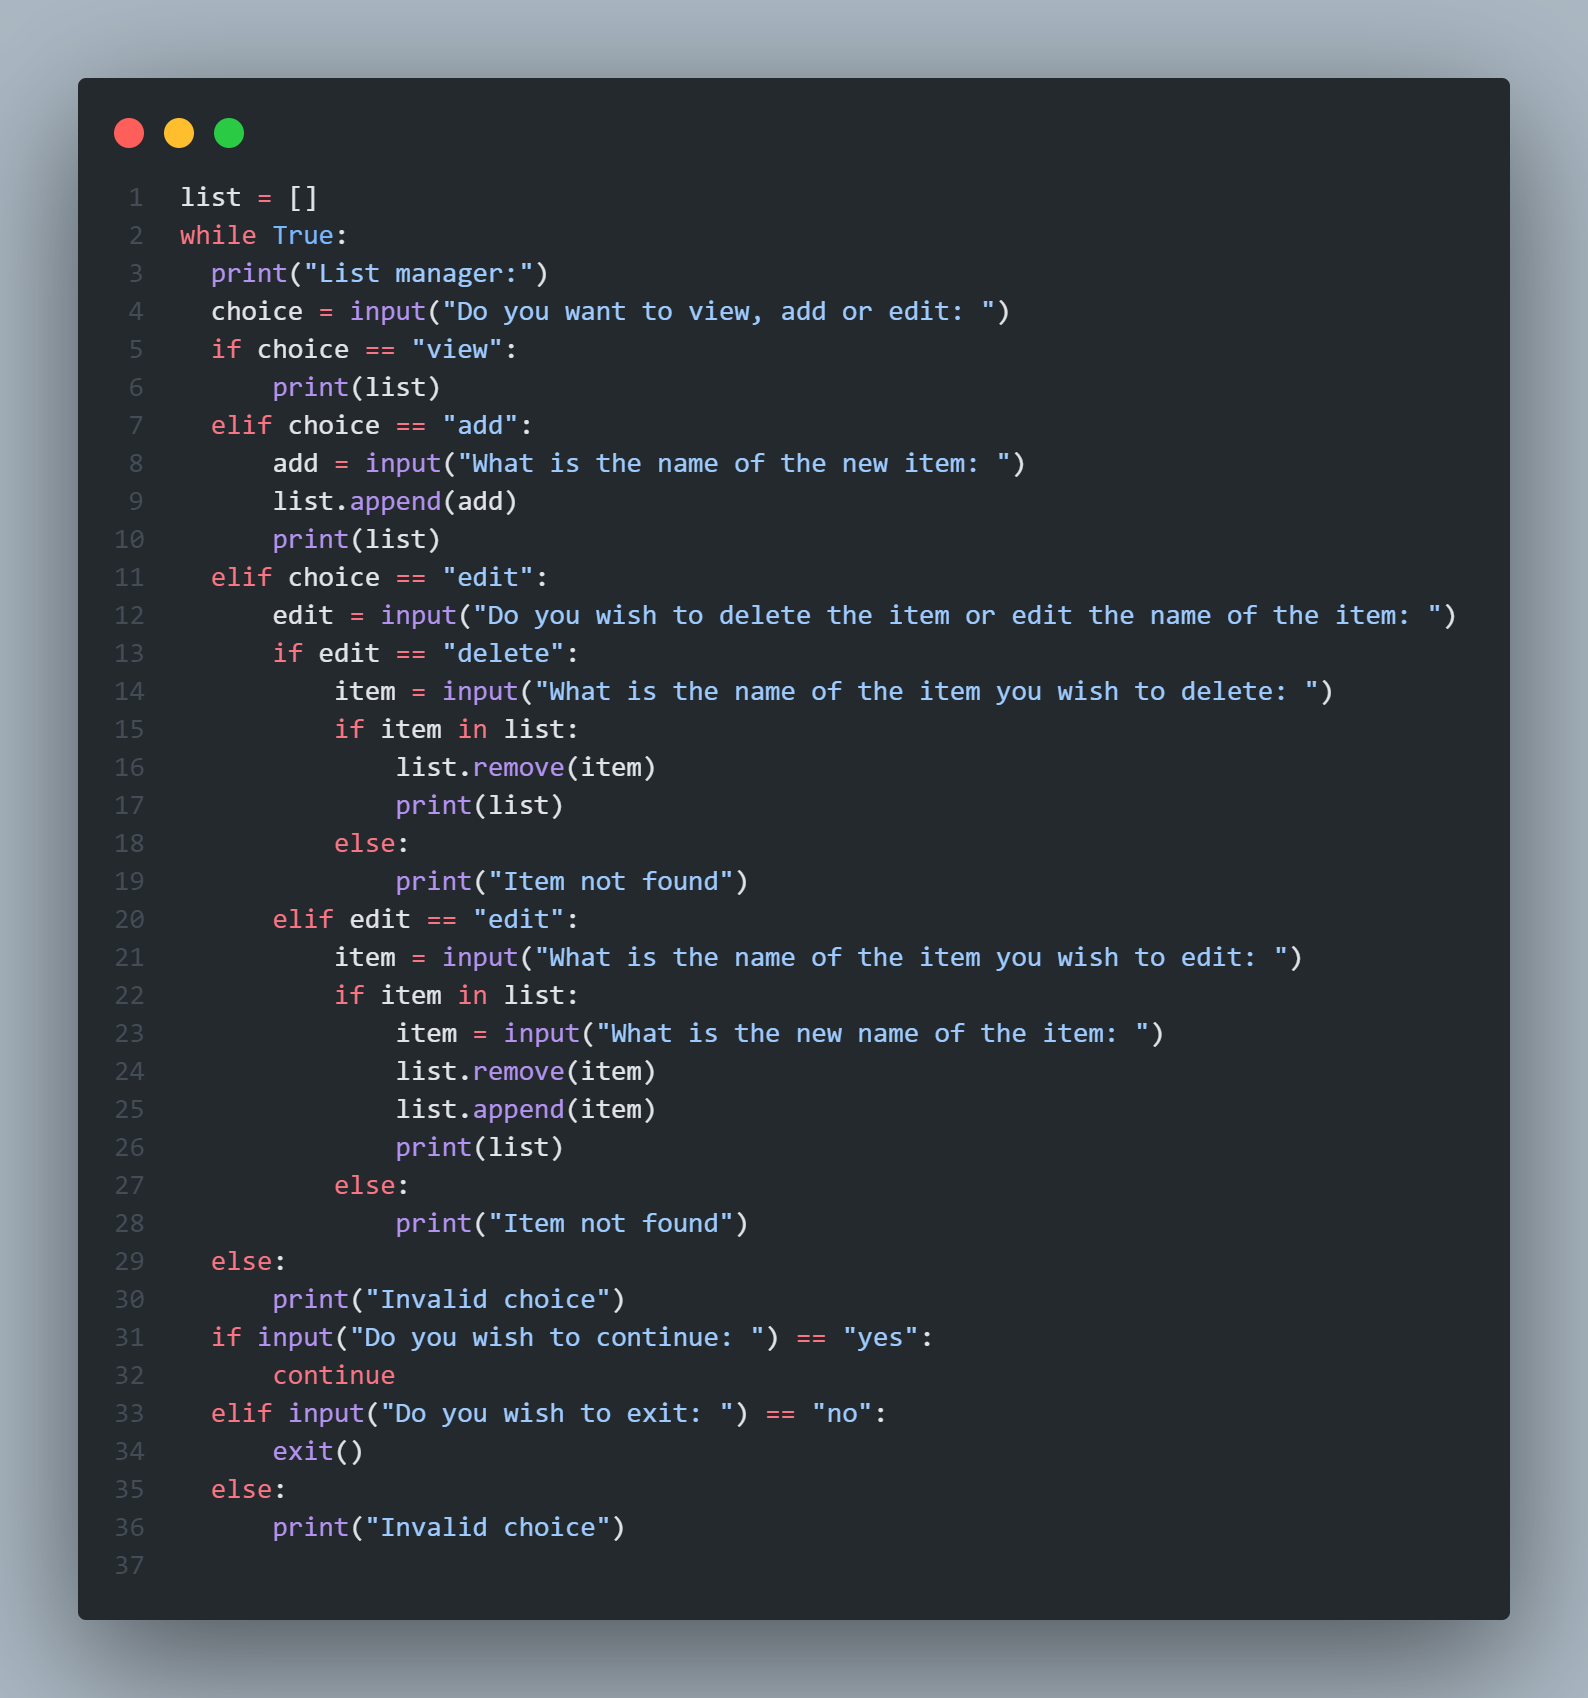 1 list = []
2 while True:
3   print("List manager:")
4   choice = input("Do you want to view, add or edit: ")
5   if choice == "view":
6       print(list)
7   elif choice == "add":
8       add = input("What is the name of the new item: ")
9       list.append(add)
10       print(list)
11   elif choice == "edit":
12       edit = input("Do you wish to delete the item or edit the name of the item: ")
13       if edit == "delete":
14           item = input("What is the name of the item you wish to delete: ")
15           if item in list:
16               list.remove(item)
17               print(list)
18           else:
19               print("Item not found")
20       elif edit == "edit":
21           item = input("What is the name of the item you wish to edit: ")
22           if item in list:
23               item = input("What is the new name of the item: ")
24               list.remove(item)
25               list.append(item)
26               print(list)
27           else:
28               print("Item not found")
29   else:
30       print("Invalid choice")
31   if input("Do you wish to continue: ") == "yes":
32       continue
33   elif input("Do you wish to exit: ") == "no":
34       exit()
35   else:
36       print("Invalid choice")
37